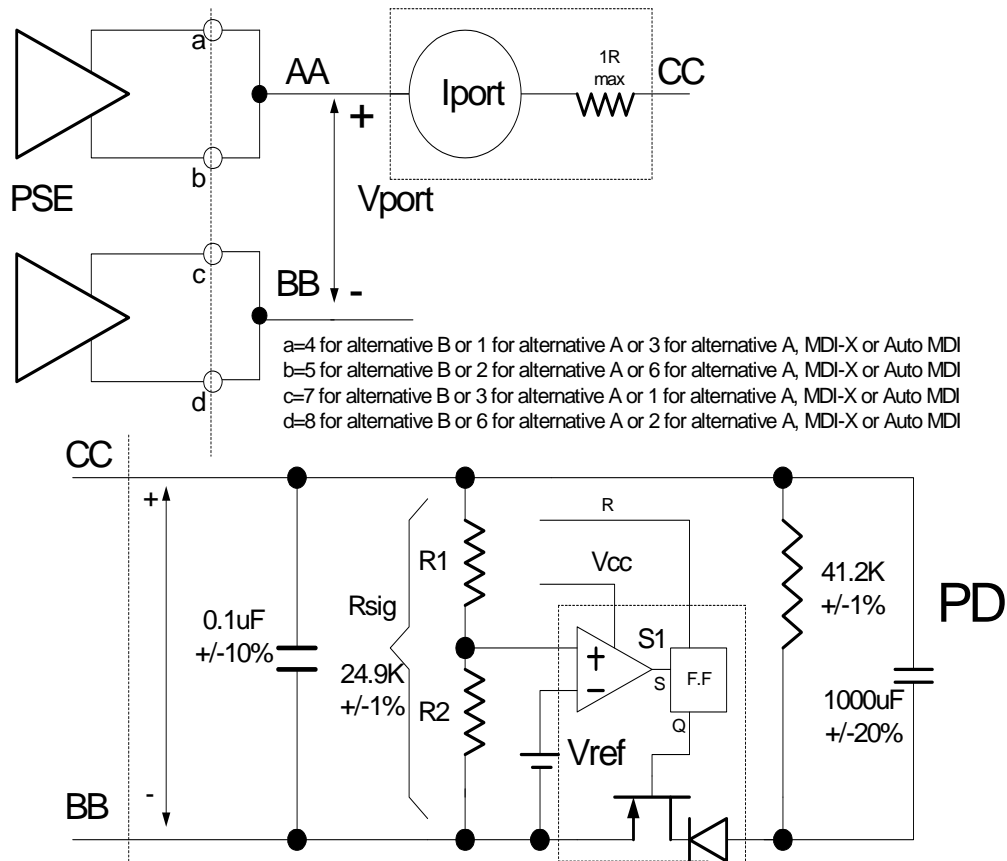 a
AA
1R
max
CC
Iport
+
b
PSE
Vport
c
BB
-
d
a=4 for alternative B or 1 for alternative A or 3 for alternative A, MDI-X or Auto MDI
b=5 for alternative B or 2 for alternative A or 6 for alternative A, MDI-X or Auto MDI
c=7 for alternative B or 3 for alternative A or 1 for alternative A, MDI-X or Auto MDI
d=8 for alternative B or 6 for alternative A or 2 for alternative A, MDI-X or Auto MDI
CC
+
R
R1
Vcc
41.2K
+/-1%
PD
Rsig
0.1uF
+/-10%
S1
+
-
F.F
S
24.9K
+/-1%
R2
Q
1000uF
+/-20%
Vref
-
BB